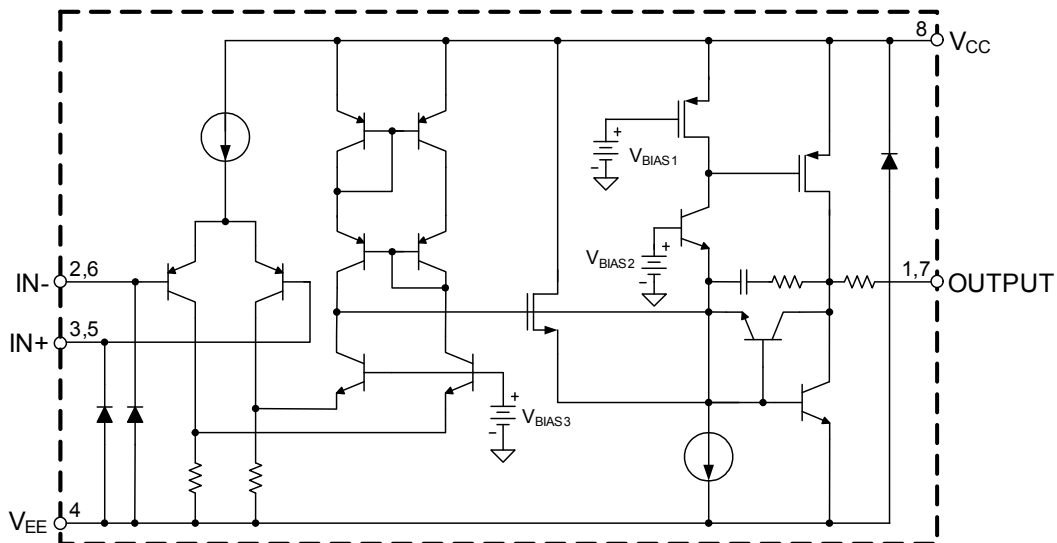 8
VCC
+
VBIAS1
−
+
VBIAS2
−
IN- 2,6
1,7 OUTPUT
IN+ 3,5
+
VBIAS3
−
VEE 4